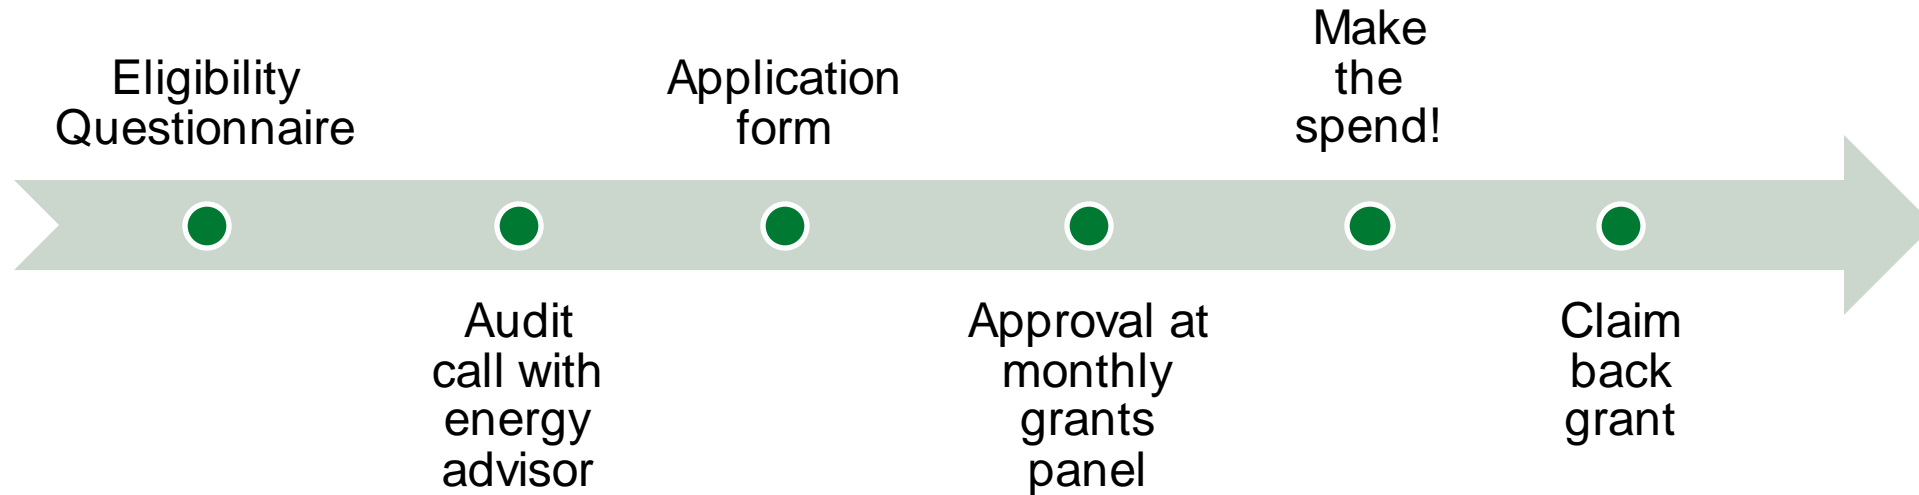 Eligibility
Questionnaire
Audit
call with
energy
advisor
Application
form
Approval at
monthly
grants
panel
Make
the
spend!
Claim
back
grant